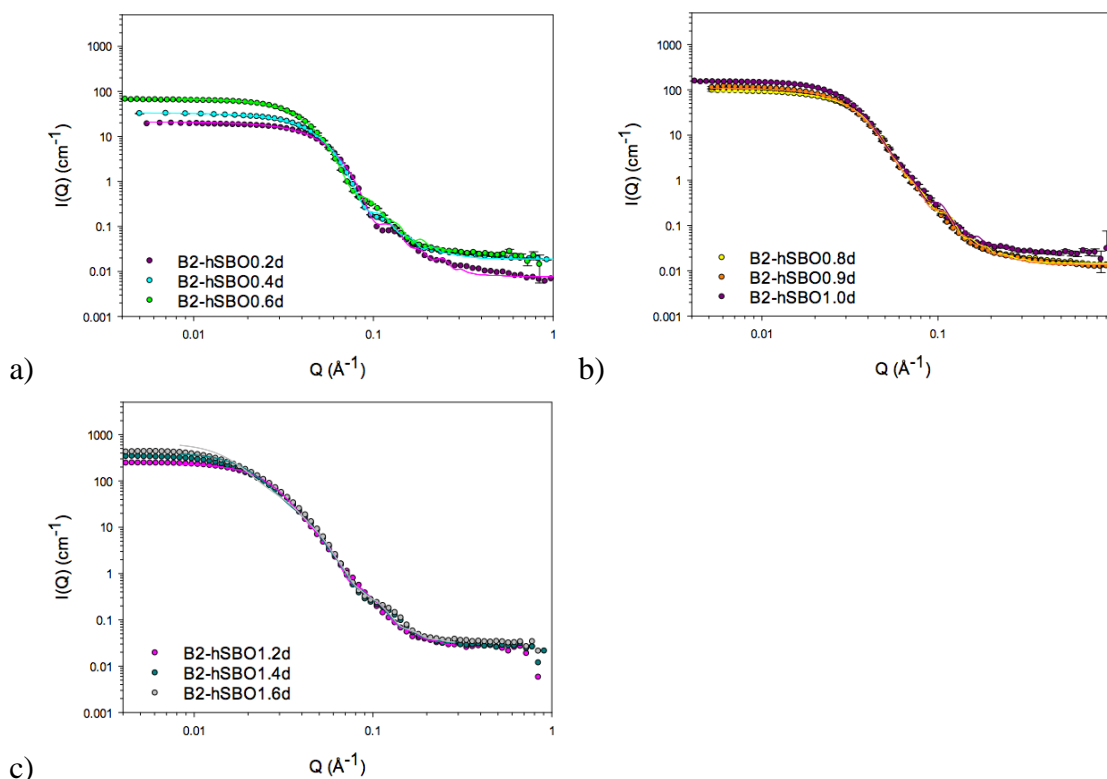 1000
100
10
1
0.1
0.01
0.001
I(Q) (cm⁻¹)
B2-hSBO0.2d
B2-hSBO0.4d
B2-hSBO0.6d
0.01 0.1 1
Q (Å⁻¹)
a)
1000
100
10
1
0.1
0.01
0.001
I(Q) (cm⁻¹)
B2-hSBO0.8d
B2-hSBO0.9d
B2-hSBO1.0d
0.01 0.1
Q (Å⁻¹)
b)
1000
100
10
1
0.1
0.01
0.001
I(Q) (cm⁻¹)
B2-hSBO1.2d
B2-hSBO1.4d
B2-hSBO1.6d
0.01 0.1 1
Q (Å⁻¹)
c)